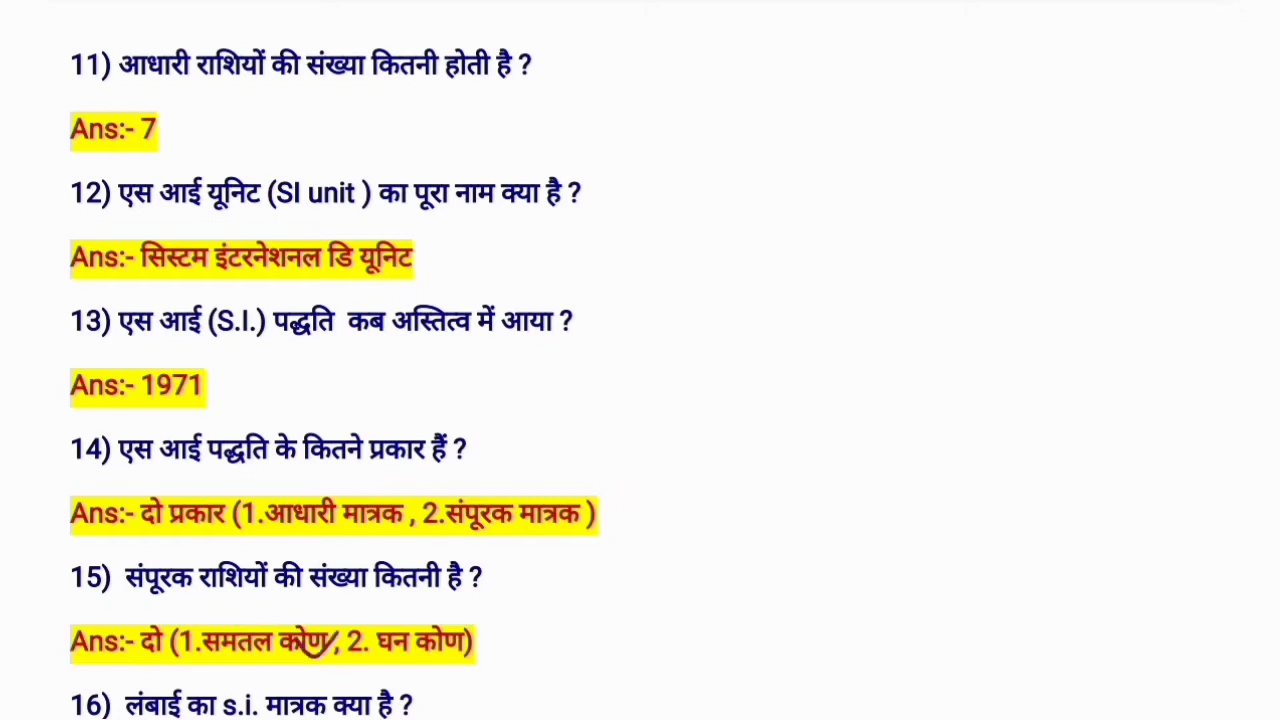 11) आधारी राशियों की संख्या कितनी होती है ?
Ans:- 7
12) एस आई यूनिट (SI unit ) का पूरा नाम क्या है ?
Ans:- सिस्टम इंटरनेशनल डि यूनिट
13) एस आई (S.I.) पद्धति कब अस्तित्व में आया ?
Ans:- 1971
14) एस आई पद्धति के कितने प्रकार हैं ?
Ans:- दो प्रकार (1.आधारी मात्रक , 2.संपूरक मात्रक )
15) संपूरक राशियों की संख्या कितनी है ?
Ans:- दो (1.समतल कोण , 2. घन कोण)
16) लंबाई का s.i. मात्रक क्या है ?